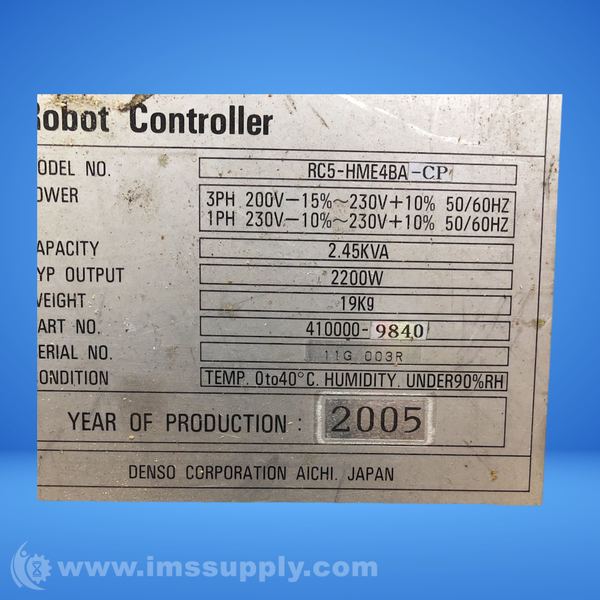 Robot Controller
ODEL NO. RC5-HME4BA-CP
OWER 3PH 200V-15%~230V+10% 50/60HZ
1PH 230V-10%~230V+10% 50/60HZ
APACITY 2.45KVA
YP OUTPUT 2200W
WEIGHT 19Kg
ART NO. 410000-9840
ERIAL NO. 11G 003R
ONDITION TEMP. 0to40°C. HUMIDITY. UNDER90%RH
YEAR OF PRODUCTION : 2005
DENSO CORPORATION AICHI. JAPAN
www.imssupply.com